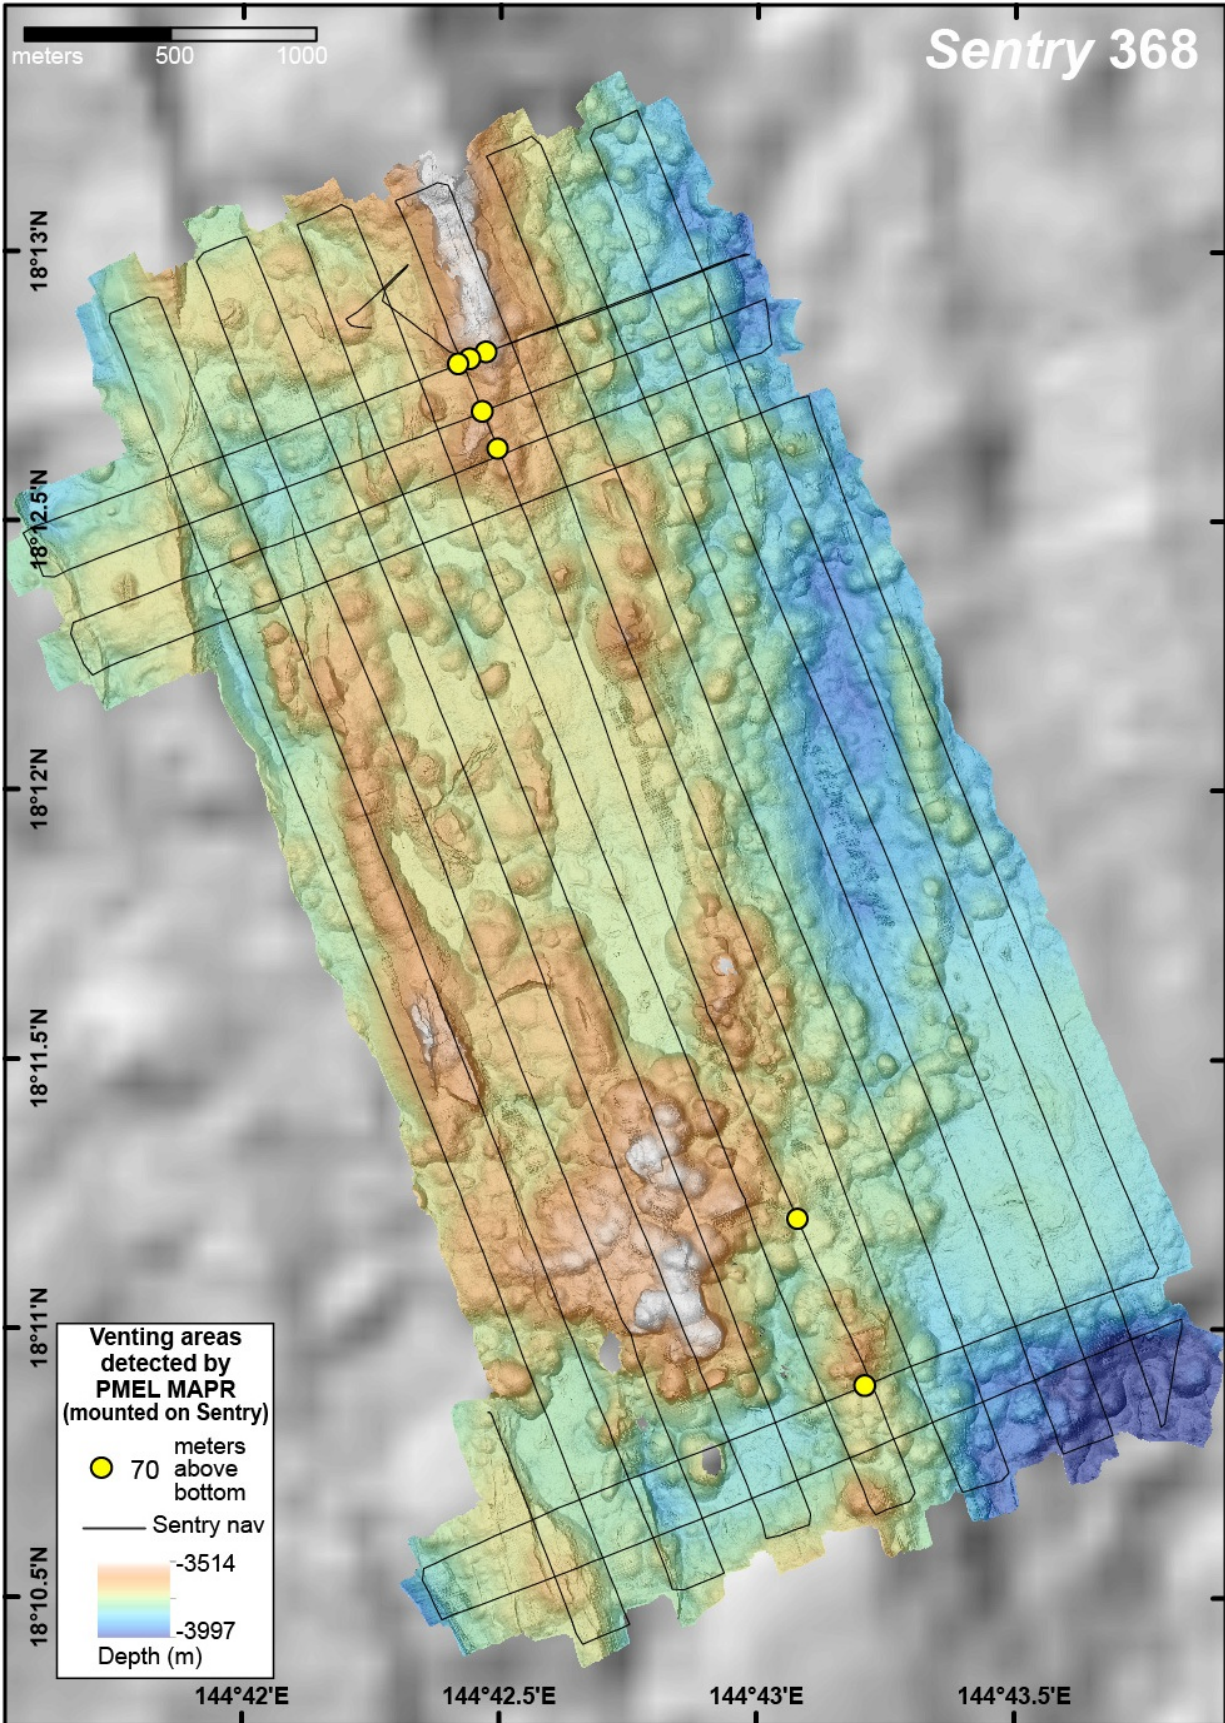 Sentry 368
meters 500 1000
18°13'N
18°12.5'N
18°12'N
18°11.5'N
18°11'N
18°10.5'N
Venting areas
detected by
PMEL MAPR
(mounted on Sentry)
70 meters
above
bottom
Sentry nav
-3514
-3997
Depth (m)
144°42'E 144°42.5'E 144°43'E 144°43.5'E